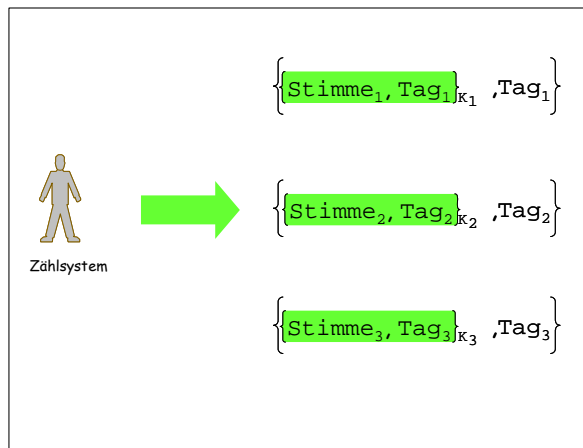 {{Stimme₁,Tag₁}K₁ ,Tag₁}
{{Stimme₂,Tag₂}K₂ ,Tag₂}
Zählsystem
{{Stimme₃,Tag₃}K₃ ,Tag₃}